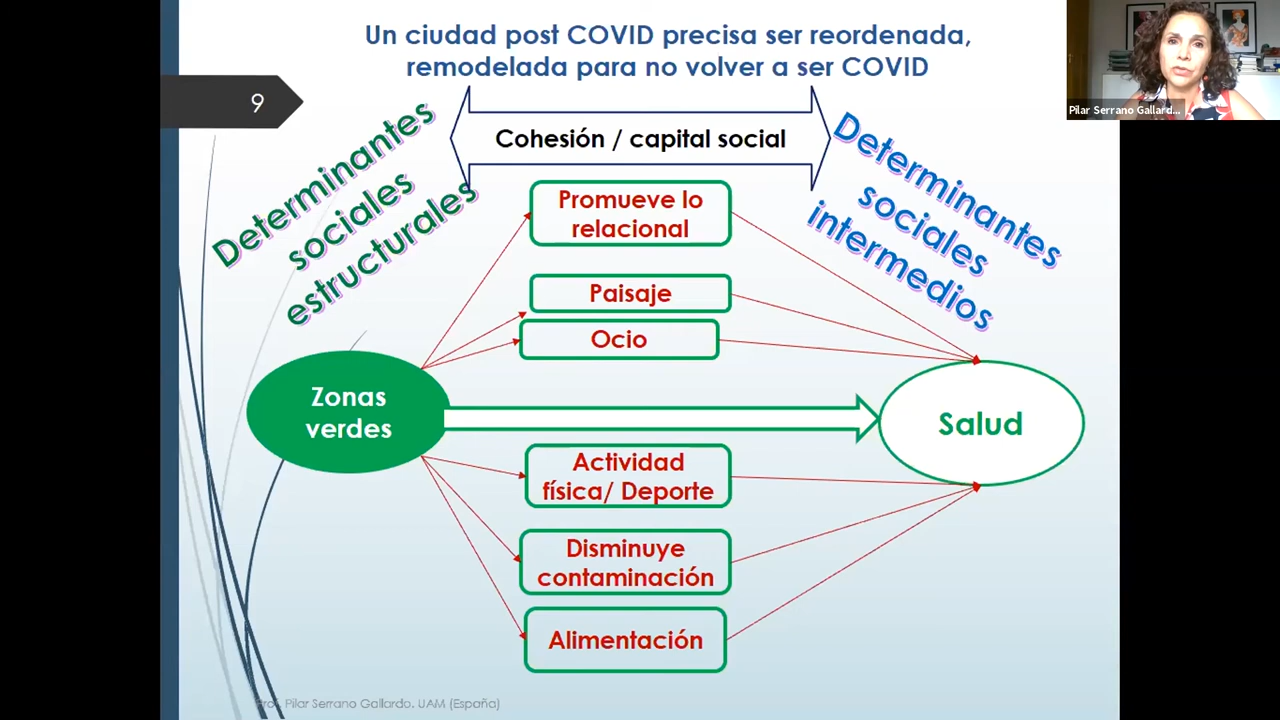 Un ciudad post COVID precisa ser reordenada,
remodelada para no volver a ser COVID
9
Pilar Serrano Gallard...
Cohesión / capital social
Determinantes
sociales
estructurales
Determinantes
sociales
intermedios
Promueve lo
relacional
Paisaje
Ocio
Zonas
verdes
Salud
Actividad
física/ Deporte
Disminuye
contaminación
Alimentación
Pilar Serrano Gallardo. UAM (España)